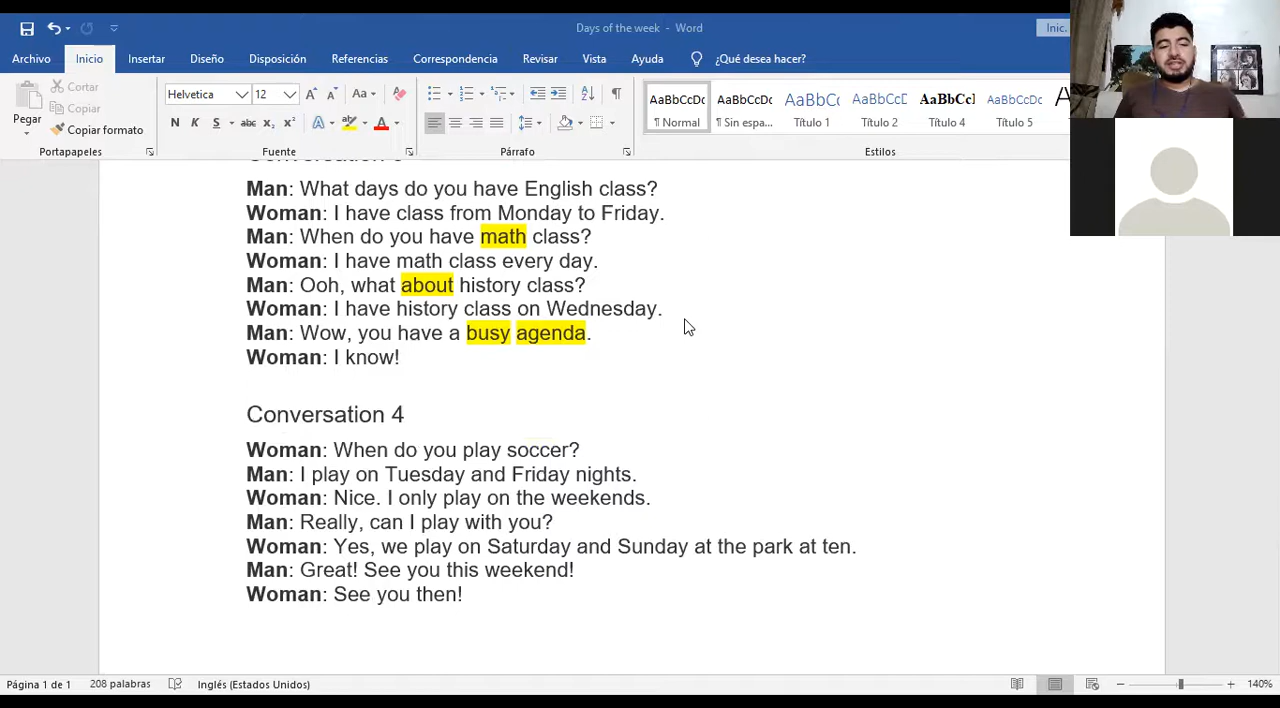 Days of the week - Word
Inic.
Archivo Inicio Insertar Diseño Disposición Referencias Correspondencia Revisar Vista Ayuda ¿Qué desea hacer?
Pegar
Cortar
Copiar
Copiar formato
Portapapeles
Helvetica 12
Aa
N K S abc x₂ x²
Fuente
Párrafo
AaBbCcDc AaBbCcDc AaBbCc AaBbCcD AaBbCcI AaBbCcDc
¶ Normal ¶ Sin espa... Título 1 Título 2 Título 4 Título 5
Estilos
Man: What days do you have English class?
Woman: I have class from Monday to Friday.
Man: When do you have math class?
Woman: I have math class every day.
Man: Ooh, what about history class?
Woman: I have history class on Wednesday.
Man: Wow, you have a busy agenda.
Woman: I know!
Conversation 4
Woman: When do you play soccer?
Man: I play on Tuesday and Friday nights.
Woman: Nice. I only play on the weekends.
Man: Really, can I play with you?
Woman: Yes, we play on Saturday and Sunday at the park at ten.
Man: Great! See you this weekend!
Woman: See you then!
Página 1 de 1 208 palabras Inglés (Estados Unidos) 140%